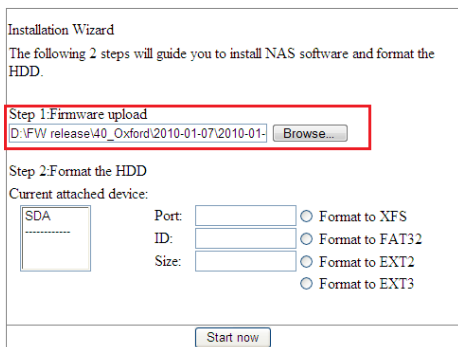 Installation Wizard
The following 2 steps will guide you to install NAS software and format the
HDD.
Step 1:Firmware upload
D:\FW release\40_Oxford\2010-01-07\2010-01- Browse...
Step 2:Format the HDD
Current attached device:
SDA Port: Format to XFS
------------
ID: Format to FAT32
Size: Format to EXT2
Format to EXT3
Start now